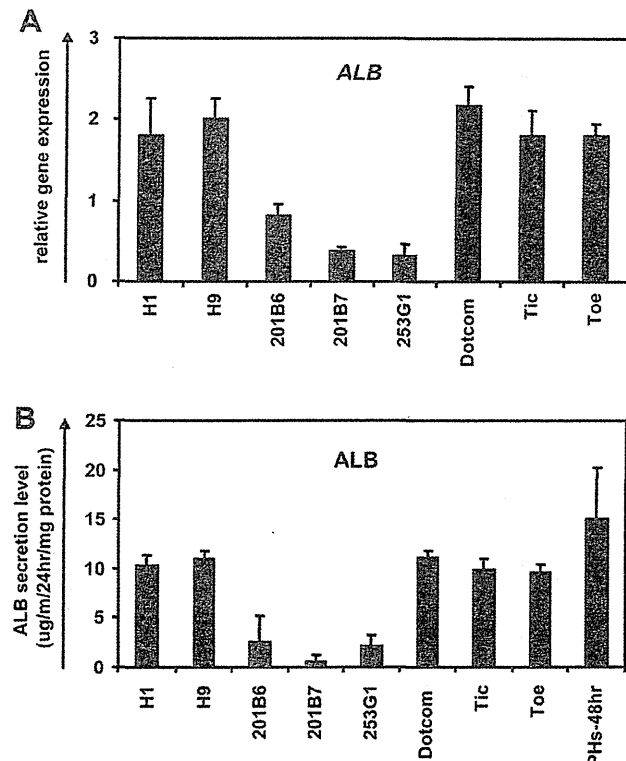 A
3
2
1
0
relative gene expression
ALB
H1
H9
201B6
201B7
253G1
Dotcom
Tic
Toe
B
25
20
15
10
5
0
ALB secretion level
(ug/ml/24hr/mg protein)
ALB
H1
H9
201B6
201B7
253G1
Dotcom
Tic
Toe
PHs-48hr